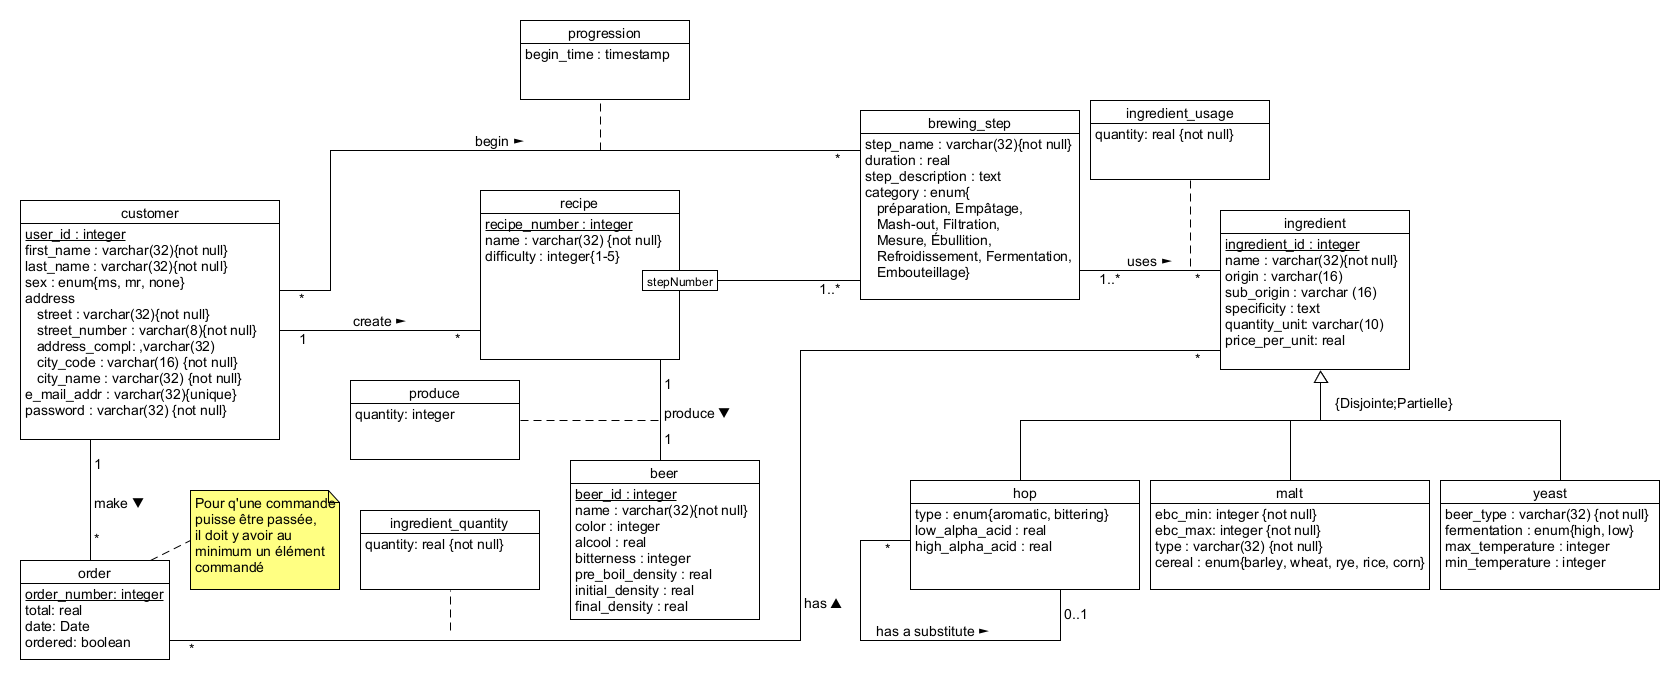 progression
begin_time : timestamp
begin ►
*
*
brewing_step
step_name : varchar(32){not null}
duration : real
step_description : text
category : enum{
préparation, Empâtage,
Mash-out, Filtration,
Mesure, Ébullition,
Refroidissement, Fermentation,
Embouteillage}
ingredient_usage
quantity: real {not null}
customer
user_id : integer
first_name : varchar(32){not null}
last_name : varchar(32){not null}
sex : enum{ms, mr, none}
address
street : varchar(32){not null}
street_number : varchar(8){not null}
address_compl: ,varchar(32)
city_code : varchar(16) {not null}
city_name : varchar(32) {not null}
e_mail_addr : varchar(32){unique}
password : varchar(32) {not null}
create ►
1
*
recipe
recipe_number : integer
name : varchar(32) {not null}
difficulty : integer{1-5}
stepNumber
1..*
uses ►
1..*
*
ingredient
ingredient_id : integer
name : varchar(32){not null}
origin : varchar(16)
sub_origin : varchar (16)
specificity : text
quantity_unit: varchar(10)
price_per_unit: real
*
{Disjointe;Partielle}
produce
quantity: integer
1
produce ▼
1
beer
beer_id : integer
name : varchar(32){not null}
color : integer
alcool : real
bitterness : integer
pre_boil_density : real
initial_density : real
final_density : real
1
make ▼
*
Pour q'une commande
puisse être passée,
il doit y avoir au
minimum un élément
commandé
ingredient_quantity
quantity: real {not null}
order
order_number: integer
total: real
date: Date
ordered: boolean
*
has ▲
hop
type : enum{aromatic, bittering}
low_alpha_acid : real
high_alpha_acid : real
*
0..1
has a substitute ►
malt
ebc_min: integer {not null}
ebc_max: integer {not null}
type : varchar(32) {not null}
cereal : enum{barley, wheat, rye, rice, corn}
yeast
beer_type : varchar(32) {not null}
fermentation : enum{high, low}
max_temperature : integer
min_temperature : integer